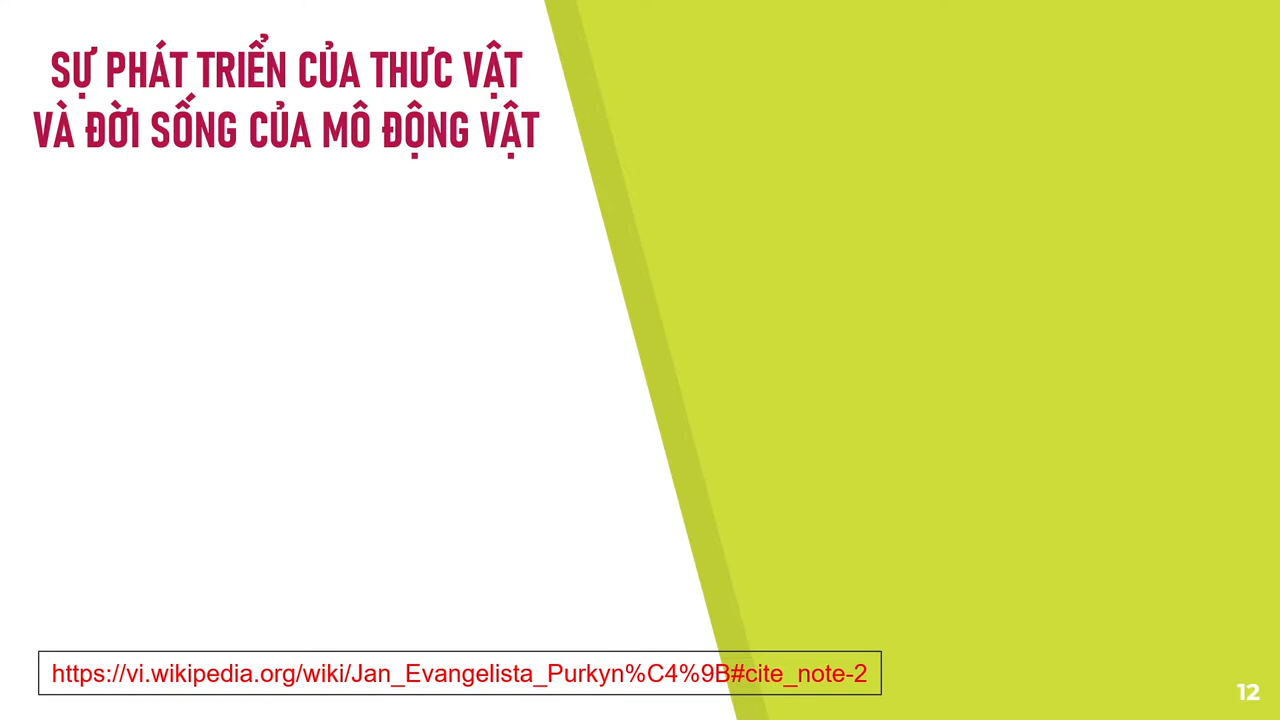 SỰ PHÁT TRIỂN CỦA THƯC VẬT
VÀ ĐỜI SỐNG CỦA MÔ ĐỘNG VẬT
https://vi.wikipedia.org/wiki/Jan_Evangelista_Purkyn%C4%9B#cite_note-2
12